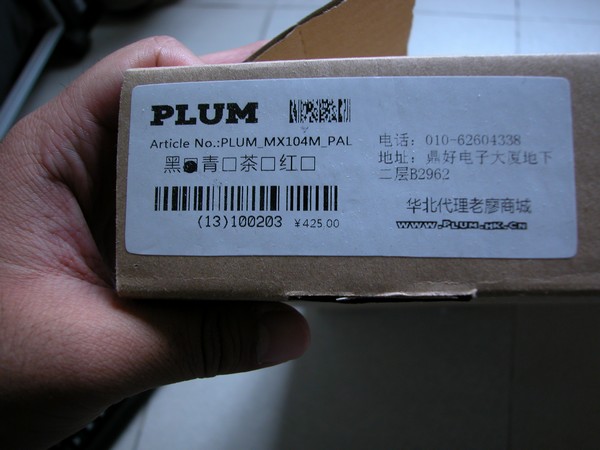 PLUM
Article No.:PLUM_MX104M_PAL
黑■青□茶□红□
(13)100203 ¥425.00
电话：010-62604338
地址：鼎好电子大厦地下
二层B2962
华北代理老廖商城
WWW.PLUM.HK.CN